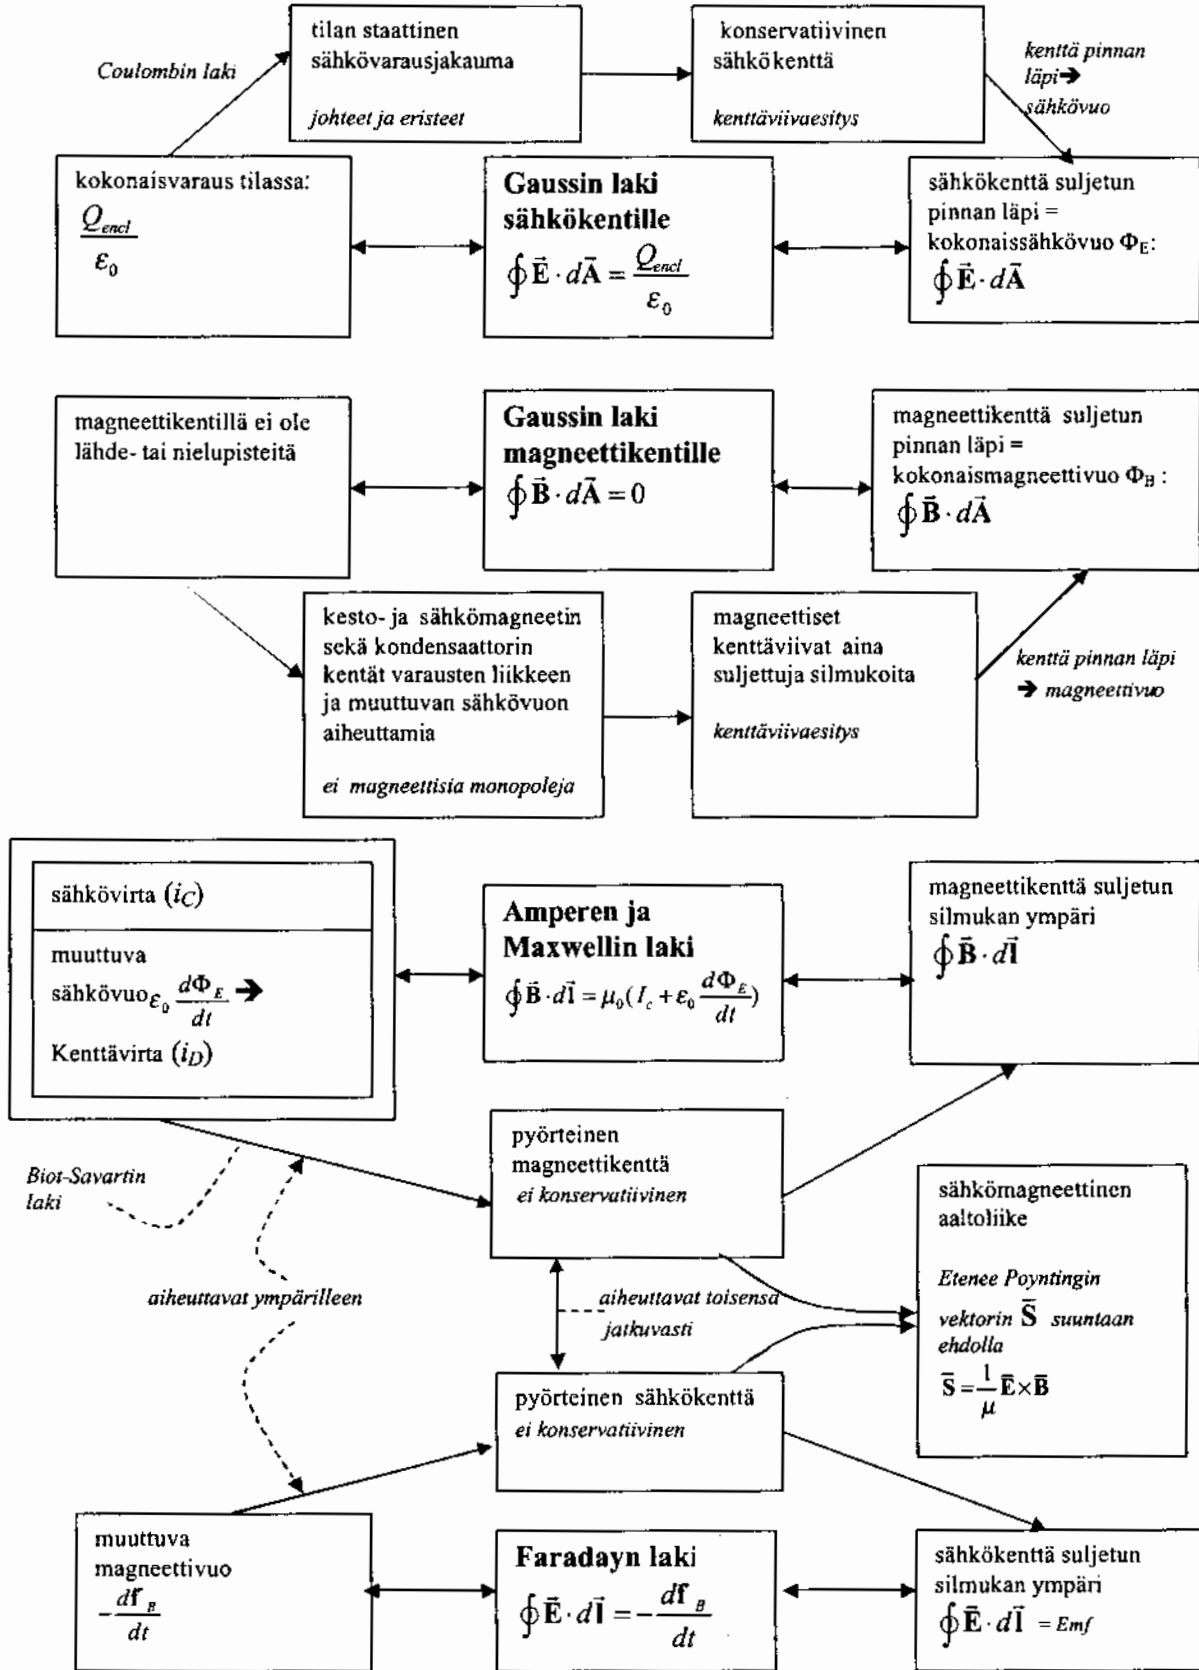 tilan staattinen
sähkövarausjakauma
johteet ja eristeet
konservatiivinen
sähkökenttä
kenttäviivaesitys
Coulombin laki
kenttä pinnan
läpi➔
sähkövuo
kokonaisvaraus tilassa:
Q_encl / ε₀
Gaussin laki
sähkökentille
∮ E⃗ · dA⃗ = Q_encl / ε₀
sähkökenttä suljetun
pinnan läpi =
kokonaissähkövuo Φ_E:
∮ E⃗ · dA⃗
magneettikentillä ei ole
lähde- tai nielupisteitä
Gaussin laki
magneettikentille
∮ B⃗ · dA⃗ = 0
magneettikenttä suljetun
pinnan läpi =
kokonaismagneettivuo Φ_B :
∮ B⃗ · dA⃗
kesto- ja sähkömagneetin
sekä kondensaattorin
kentät varausten liikkeen
ja muuttuvan sähkövuon
aiheuttamia
ei magneettisia monopoleja
magneettiset
kenttäviivat aina
suljettuja silmukoita
kenttäviivaesitys
kenttä pinnan läpi
➔ magneettivuo
sähkövirta (i_C)
muuttuva
sähkövuo ε₀ dΦ_E / dt ➔
Kenttävirta (i_D)
Amperen ja
Maxwellin laki
∮ B⃗ · dl⃗ = μ₀(I_c + ε₀ dΦ_E / dt)
magneettikenttä suljetun
silmukan ympäri
∮ B⃗ · dl⃗
Biot-Savartin
laki
pyörteinen
magneettikenttä
ei konservatiivinen
aiheuttavat ympärilleen
aiheuttavat toisensa
jatkuvasti
sähkömagneettinen
aaltoliike
Etenee Poyntingin
vektorin S̄ suuntaan
ehdolla
S̄ = 1/μ Ē×B̄
pyörteinen sähkökenttä
ei konservatiivinen
muuttuva
magneettivuo
-df_B / dt
Faradayn laki
∮ E⃗ · dl⃗ = -df_B / dt
sähkökenttä suljetun
silmukan ympäri
∮ E⃗ · dl⃗ = Emf